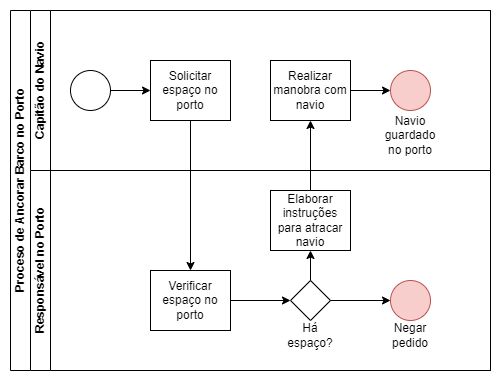 Proceso de Ancorar Barco no Porto
Capitão do Navio
Solicitar
espaço no
porto
Realizar
manobra com
navio
Navio
guardado
no porto
Responsável no Porto
Elaborar
instruções
para atracar
navio
Verificar
espaço no
porto
Há
espaço?
Negar
pedido